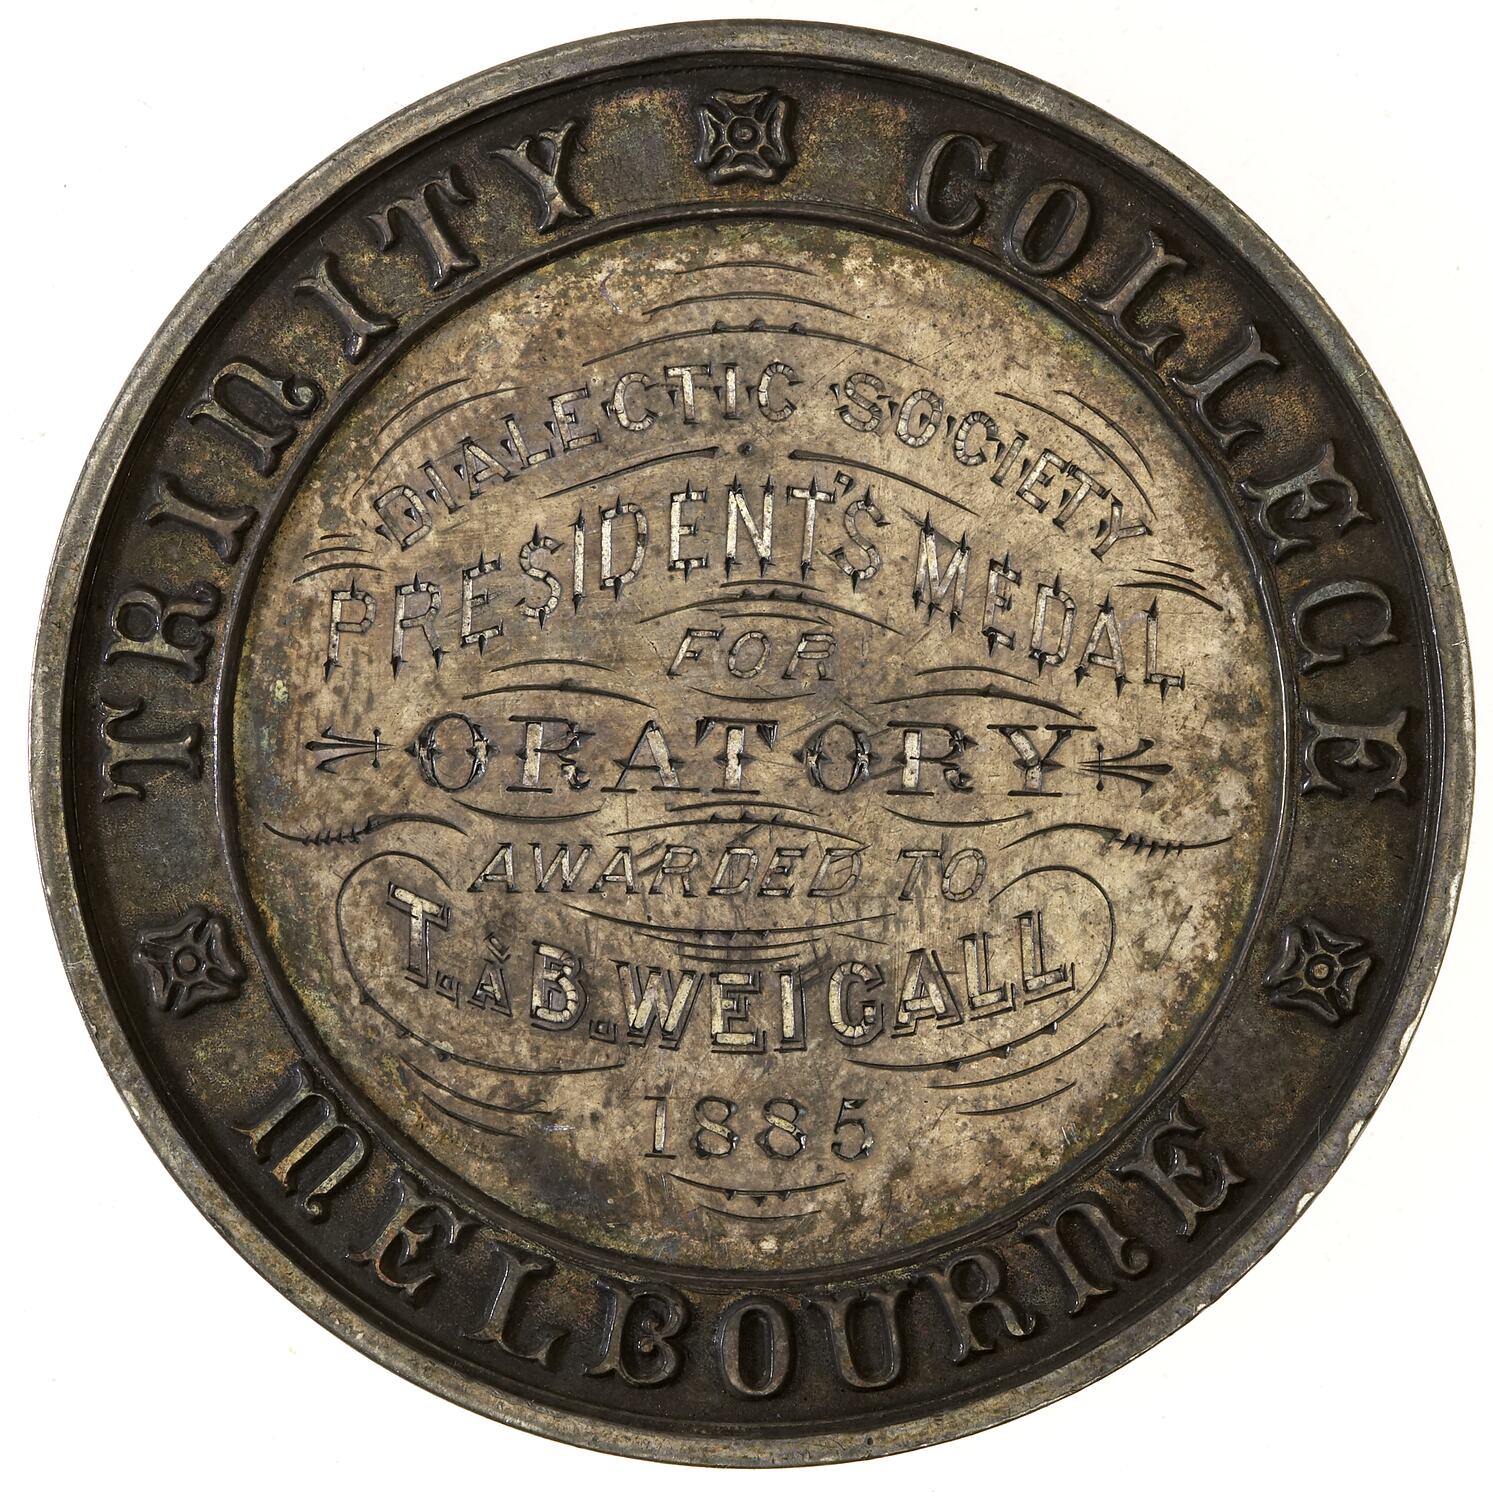 TRINITY COLLEGE
MELBOURNE
DIALECTIC SOCIETY
PRESIDENT'S MEDAL
FOR
ORATORY
AWARDED TO
T. À B. WEIGALL
1885